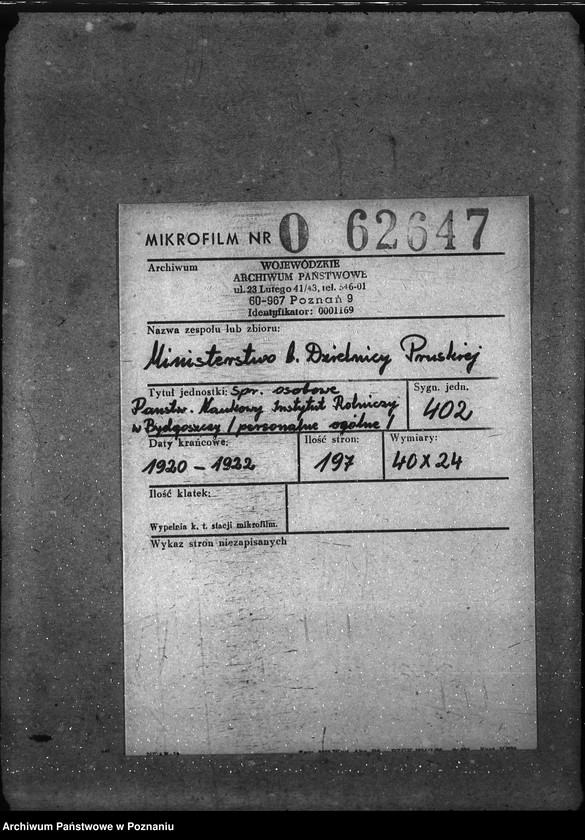 MIKROFILM NR O 62647
Archiwum
WOJEWÓDZKIE
ARCHIWUM PAŃSTWOWE
ul. 23 Lutego 41/43, tel. 546-01
60-967 Poznań 9
Identyfikator: 0001169
Nazwa zespołu lub zbioru:
Ministerstwo b. Dzielnicy Pruskiej
Tytuł jednostki: Spr. osobowe
Państw. Naukowy Instytut Rolniczy
w Bydgoszczy / personalne ogólne /
Sygn. jedn.
402
Daty krańcowe:
1920 – 1922
Ilość stron:
197
Wymiary:
40 X 24
Ilość klatek:
Wypełnia k. t. stacji mikrofilm.
Wykaz stron niezapisanych
Archiwum Państwowe w Poznaniu